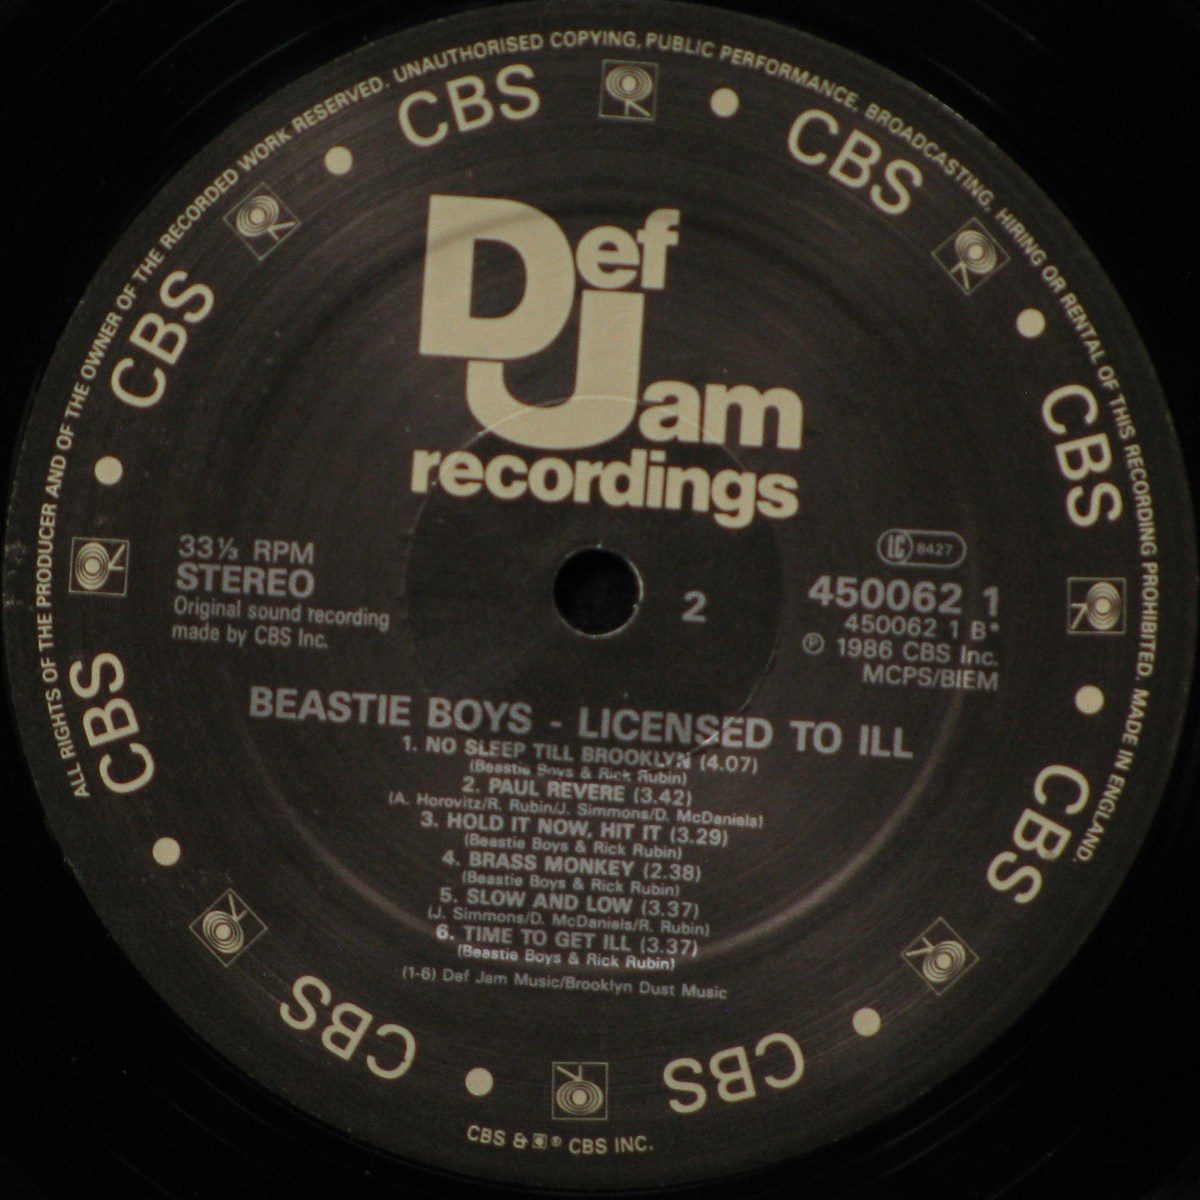 ALL RIGHTS OF THE PRODUCER AND OF THE OWNER OF THE RECORDED WORK RESERVED. UNAUTHORISED COPYING, PUBLIC PERFORMANCE, BROADCASTING, HIRING OR RENTAL OF THIS RECORDING PROHIBITED. MADE IN ENGLAND.
CBS
CBS
CBS
CBS
CBS
CBS
CBS
CBS
Def
Jam
recordings
33⅓ RPM
STEREO
Original sound recording
made by CBS Inc.
2
LC 8427
450062 1
450062 1 B*
℗ 1986 CBS Inc.
MCPS/BIEM
BEASTIE BOYS - LICENSED TO ILL
1. NO SLEEP TILL BROOKLYN (4.07)
(Beastie Boys & Rick Rubin)
2. PAUL REVERE (3.42)
(A. Horovitz/R. Rubin/J. Simmons/D. McDaniels)
3. HOLD IT NOW, HIT IT (3.29)
(Beastie Boys & Rick Rubin)
4. BRASS MONKEY (2.38)
(Beastie Boys & Rick Rubin)
5. SLOW AND LOW (3.37)
(J. Simmons/D. McDaniels/R. Rubin)
6. TIME TO GET ILL (3.37)
(Beastie Boys & Rick Rubin)
(1-6) Def Jam Music/Brooklyn Dust Music
CBS & ® CBS INC.